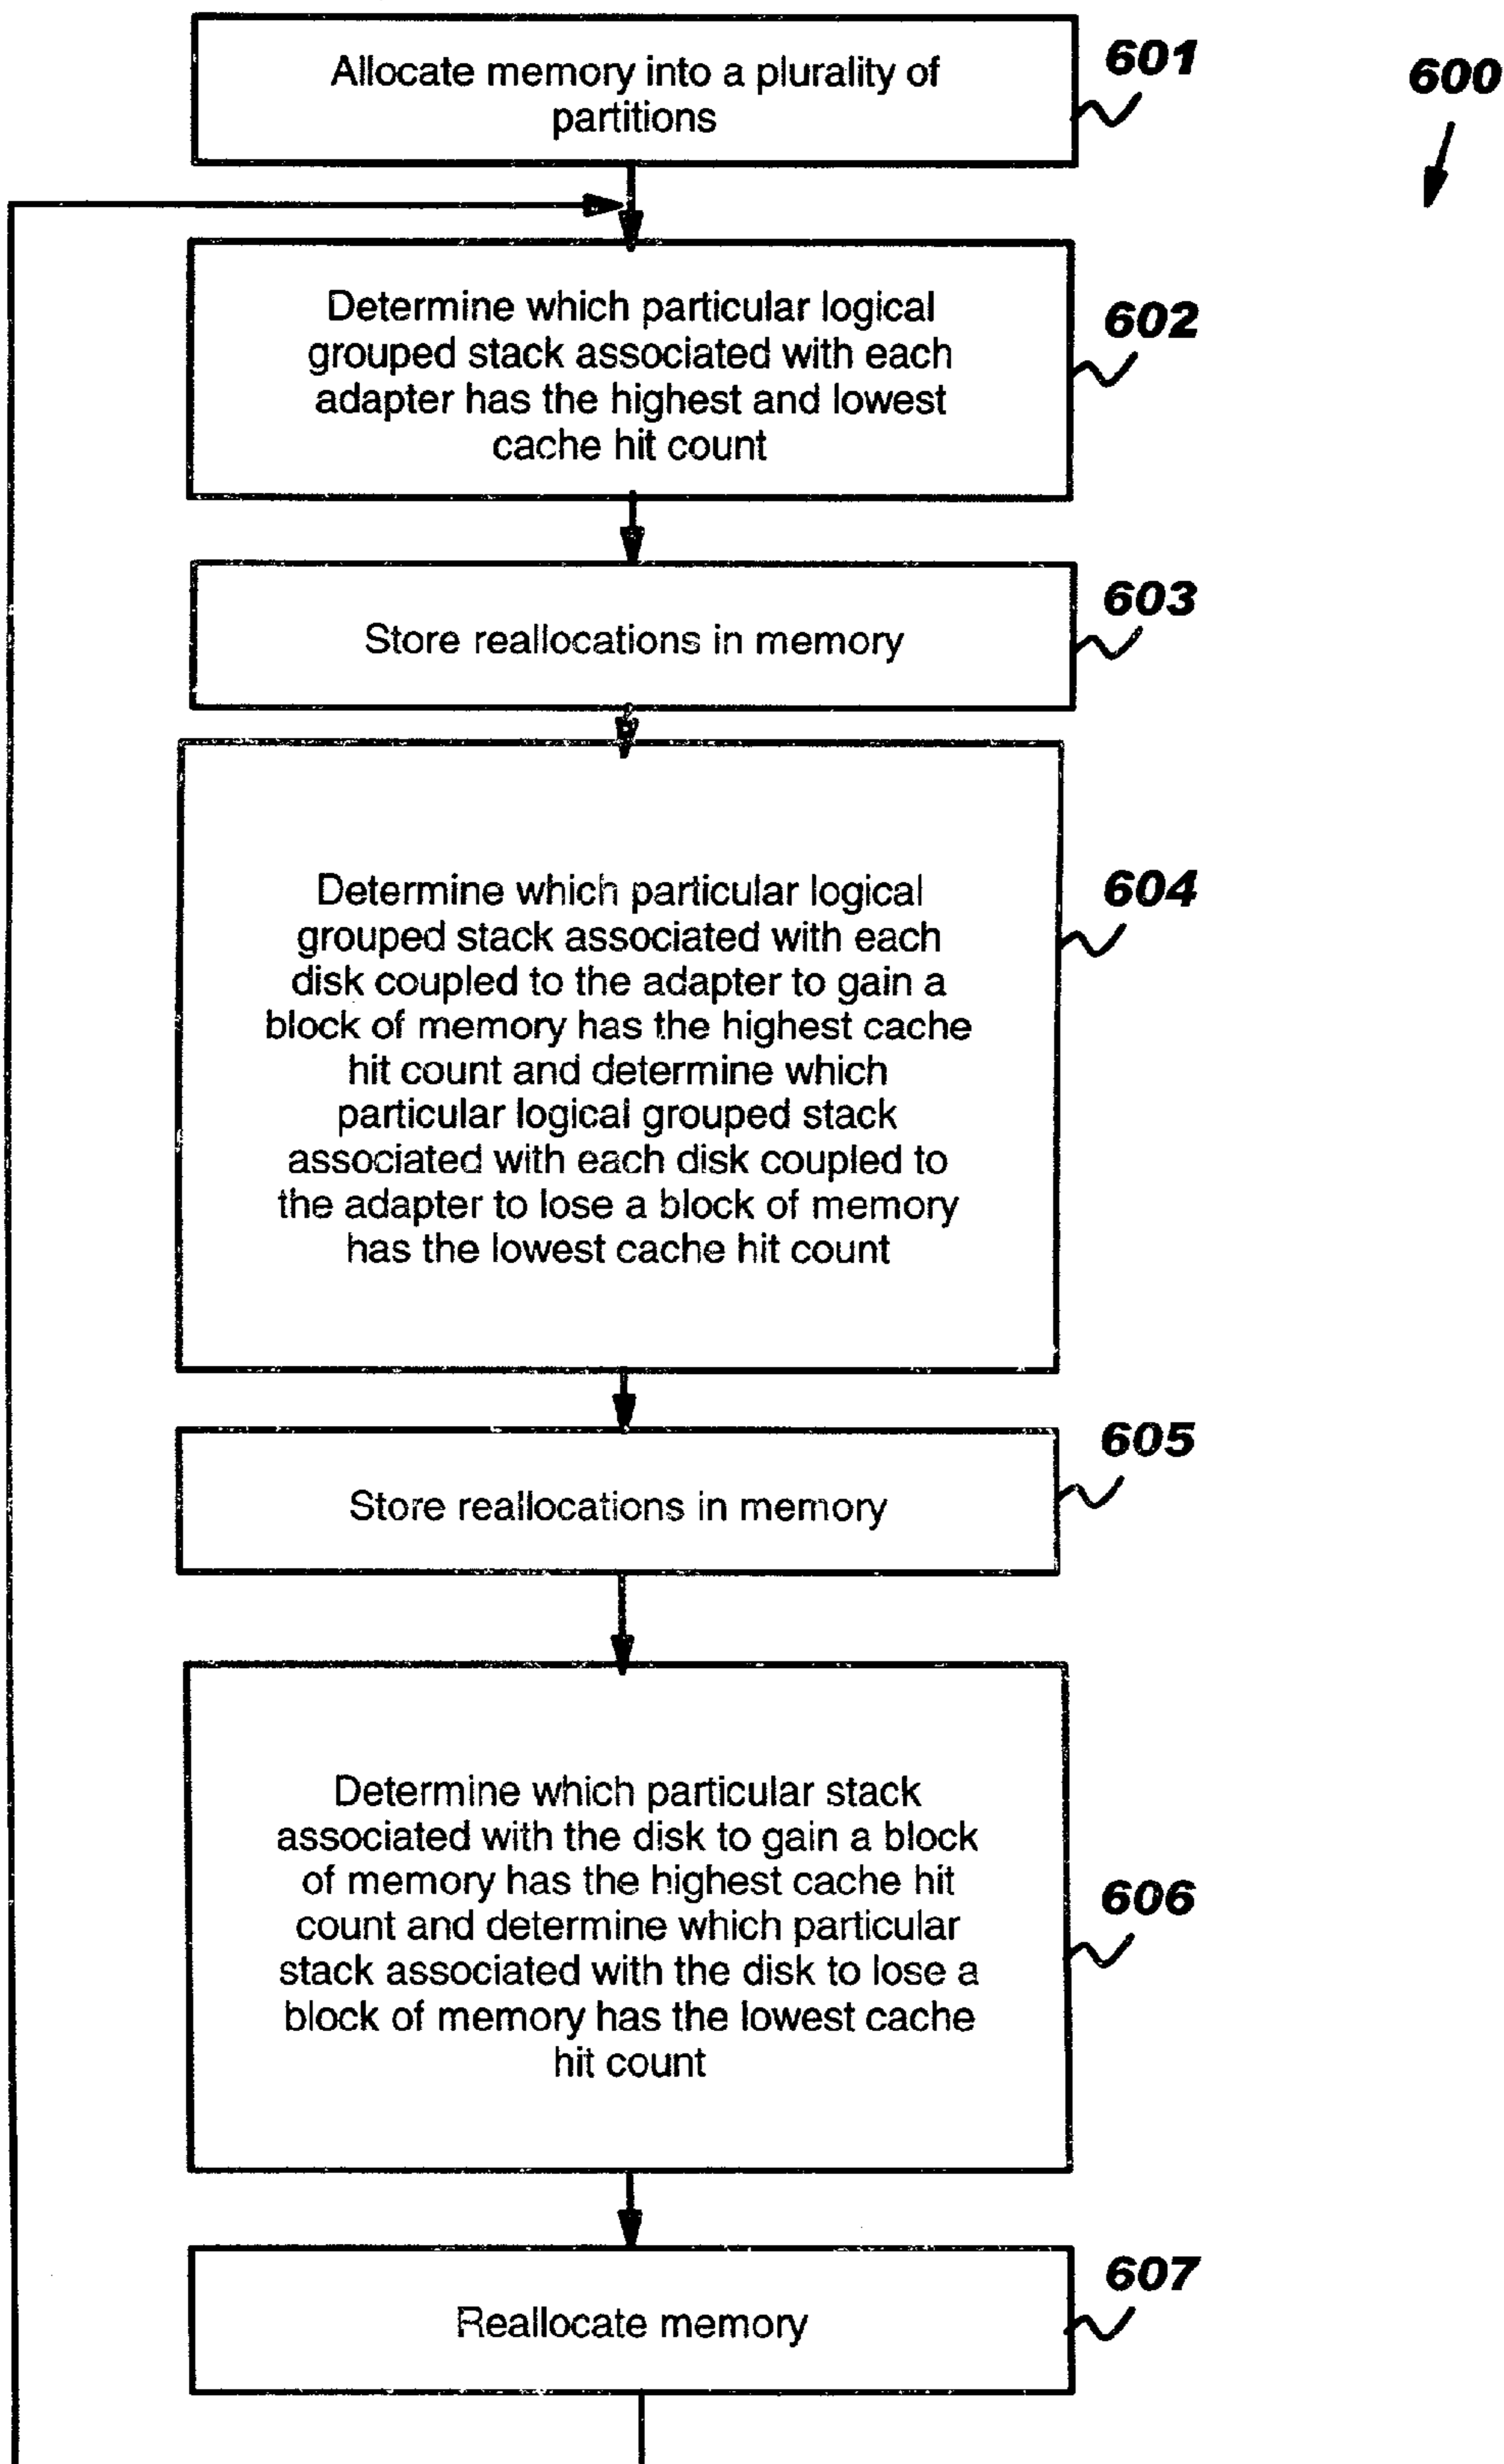 Allocate memory into a plurality of
partitions
601
600
Determine which particular logical
grouped stack associated with each
adapter has the highest and lowest
cache hit count
602
Store reallocations in memory
603
Determine which particular logical
grouped stack associated with each
disk coupled to the adapter to gain a
block of memory has the highest cache
hit count and determine which
particular logical grouped stack
associated with each disk coupled to
the adapter to lose a block of memory
has the lowest cache hit count
604
Store reallocations in memory
605
Determine which particular stack
associated with the disk to gain a block
of memory has the highest cache hit
count and determine which particular
stack associated with the disk to lose a
block of memory has the lowest cache
hit count
606
Reallocate memory
607